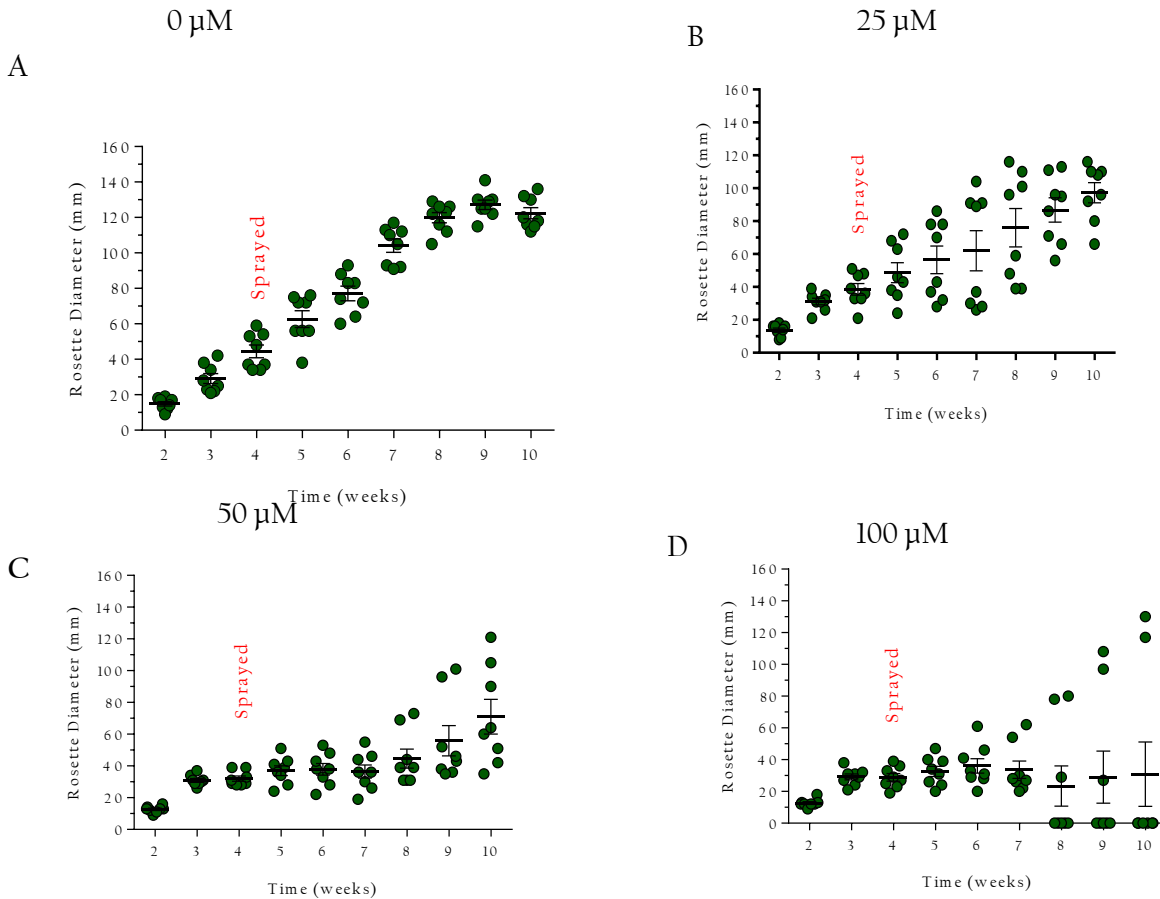 0 µM
A
Rosette Diameter (mm)
160
140
120
100
80
60
40
20
0
Sprayed
2 3 4 5 6 7 8 9 10
Time (weeks)
25 µM
B
Rosette Diameter (mm)
160
140
120
100
80
60
40
20
0
Sprayed
2 3 4 5 6 7 8 9 10
Time (weeks)
50 µM
C
Rosette Diameter (mm)
160
140
120
100
80
60
40
20
0
Sprayed
2 3 4 5 6 7 8 9 10
Time (weeks)
100 µM
D
Rosette Diameter (mm)
160
140
120
100
80
60
40
20
0
Sprayed
2 3 4 5 6 7 8 9 10
Time (weeks)